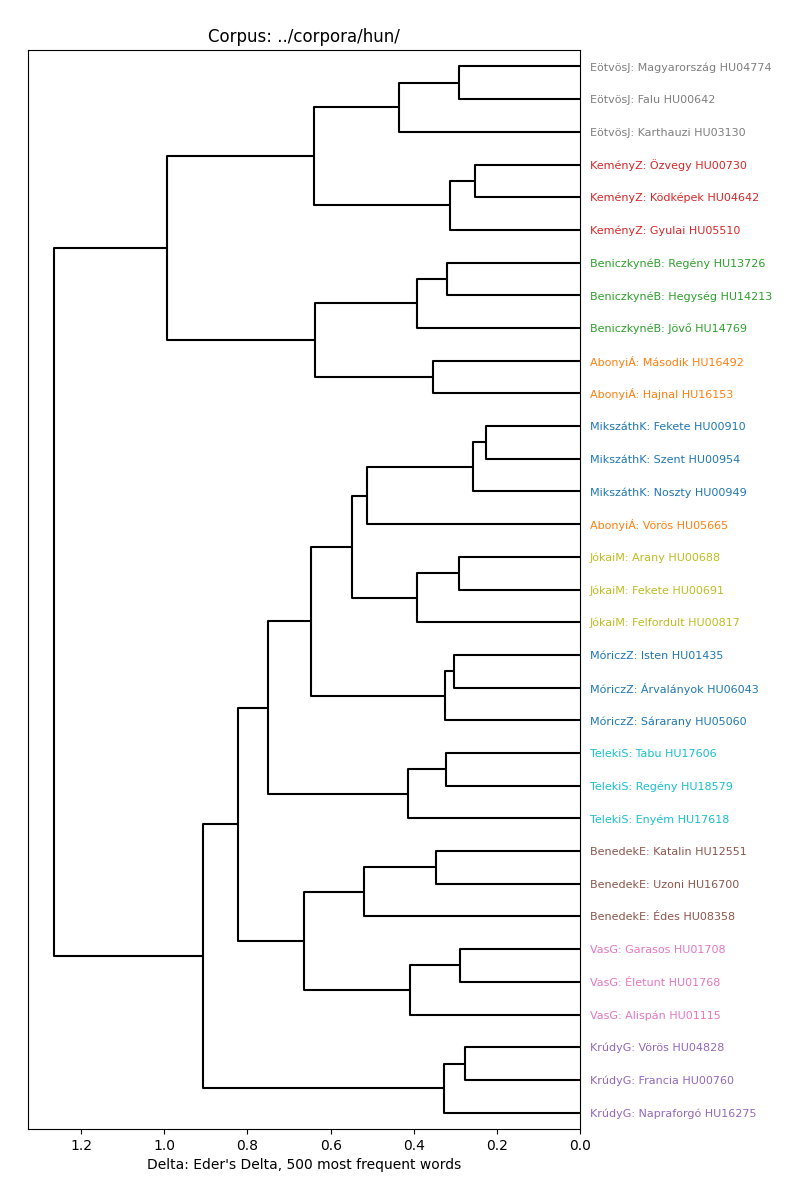 Corpus: ../corpora/hun/
EötvösJ: Magyarország HU04774
EötvösJ: Falu HU00642
EötvösJ: Karthauzi HU03130
KeményZ: Özvegy HU00730
KeményZ: Ködképek HU04642
KeményZ: Gyulai HU05510
BeniczkynéB: Regény HU13726
BeniczkynéB: Hegység HU14213
BeniczkynéB: Jövő HU14769
AbonyiÁ: Második HU16492
AbonyiÁ: Hajnal HU16153
MikszáthK: Fekete HU00910
MikszáthK: Szent HU00954
MikszáthK: Noszty HU00949
AbonyiÁ: Vörös HU05665
JókaiM: Arany HU00688
JókaiM: Fekete HU00691
JókaiM: Felfordult HU00817
MóriczZ: Isten HU01435
MóriczZ: Árvalányok HU06043
MóriczZ: Sárarany HU05060
TelekiS: Tabu HU17606
TelekiS: Regény HU18579
TelekiS: Enyém HU17618
BenedekE: Katalin HU12551
BenedekE: Uzoni HU16700
BenedekE: Édes HU08358
VasG: Garasos HU01708
VasG: Életunt HU01768
VasG: Alispán HU01115
KrúdyG: Vörös HU04828
KrúdyG: Francia HU00760
KrúdyG: Napraforgó HU16275
1.2 1.0 0.8 0.6 0.4 0.2 0.0
Delta: Eder's Delta, 500 most frequent words